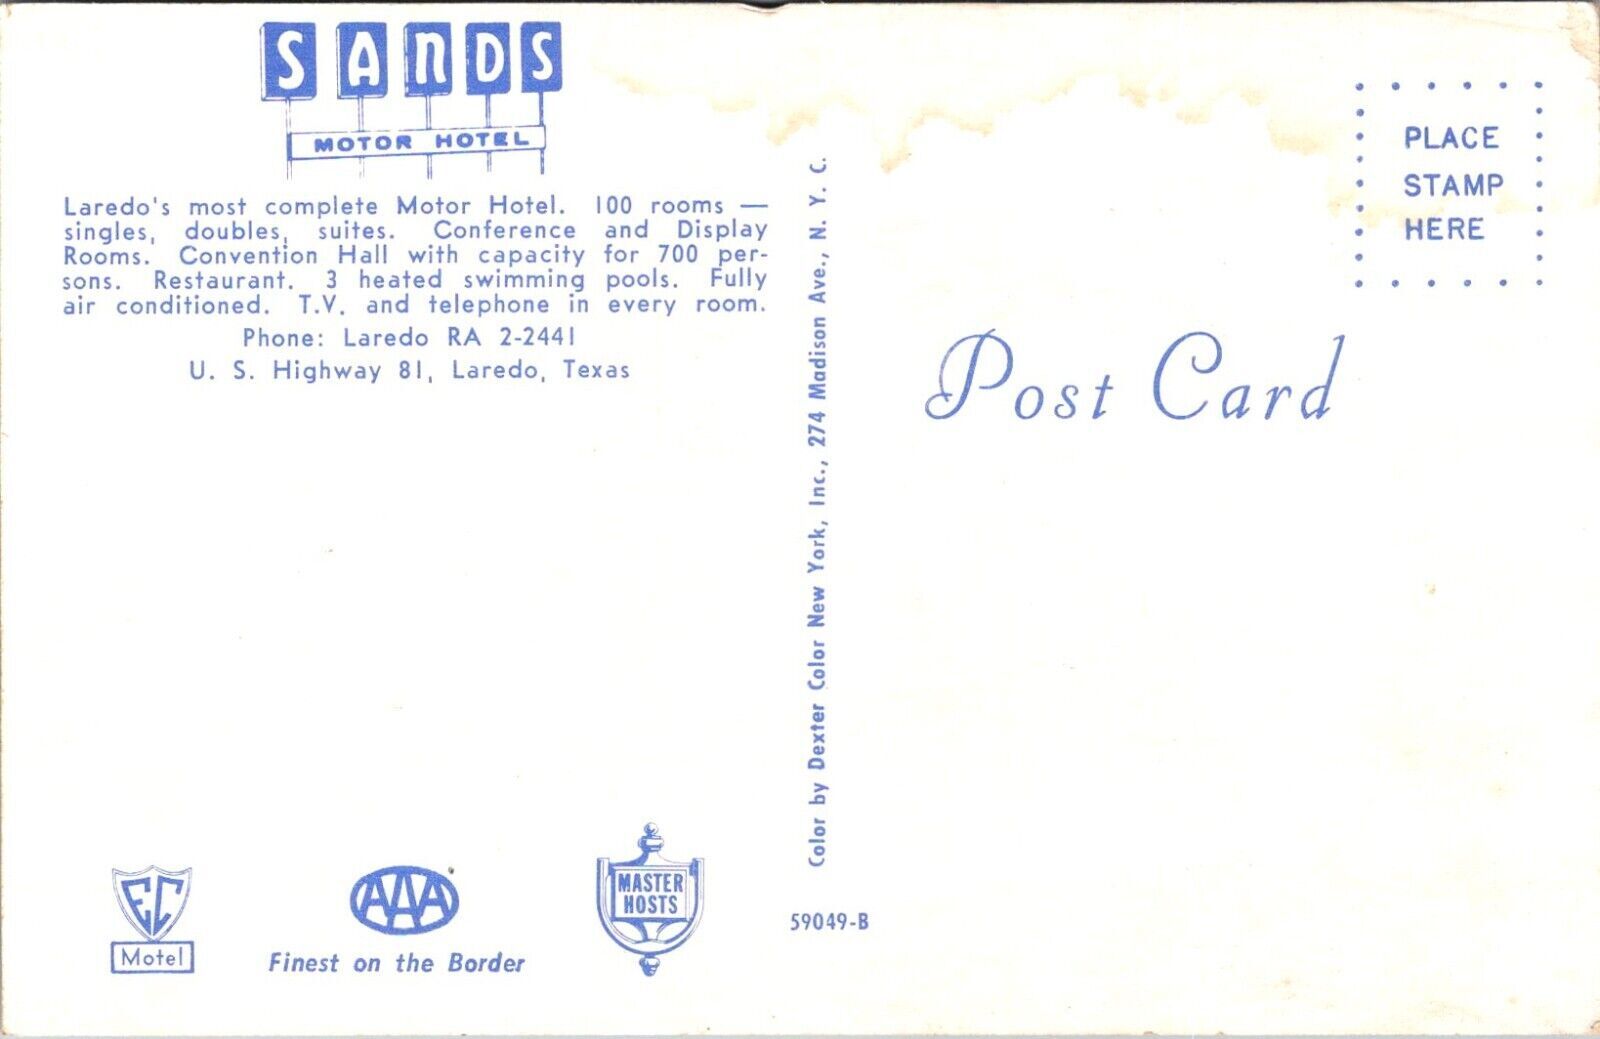 SANDS
MOTOR HOTEL
Laredo's most complete Motor Hotel. 100 rooms —
singles, doubles, suites. Conference and Display
Rooms. Convention Hall with capacity for 700 per-
sons. Restaurant. 3 heated swimming pools. Fully
air conditioned. T.V. and telephone in every room.
Phone: Laredo RA 2-2441
U. S. Highway 81, Laredo, Texas
EC
Motel
AAA
Finest on the Border
MASTER
HOSTS
Color by Dexter Color New York, Inc., 274 Madison Ave., N. Y. C.
59049-B
PLACE
STAMP
HERE
Post Card